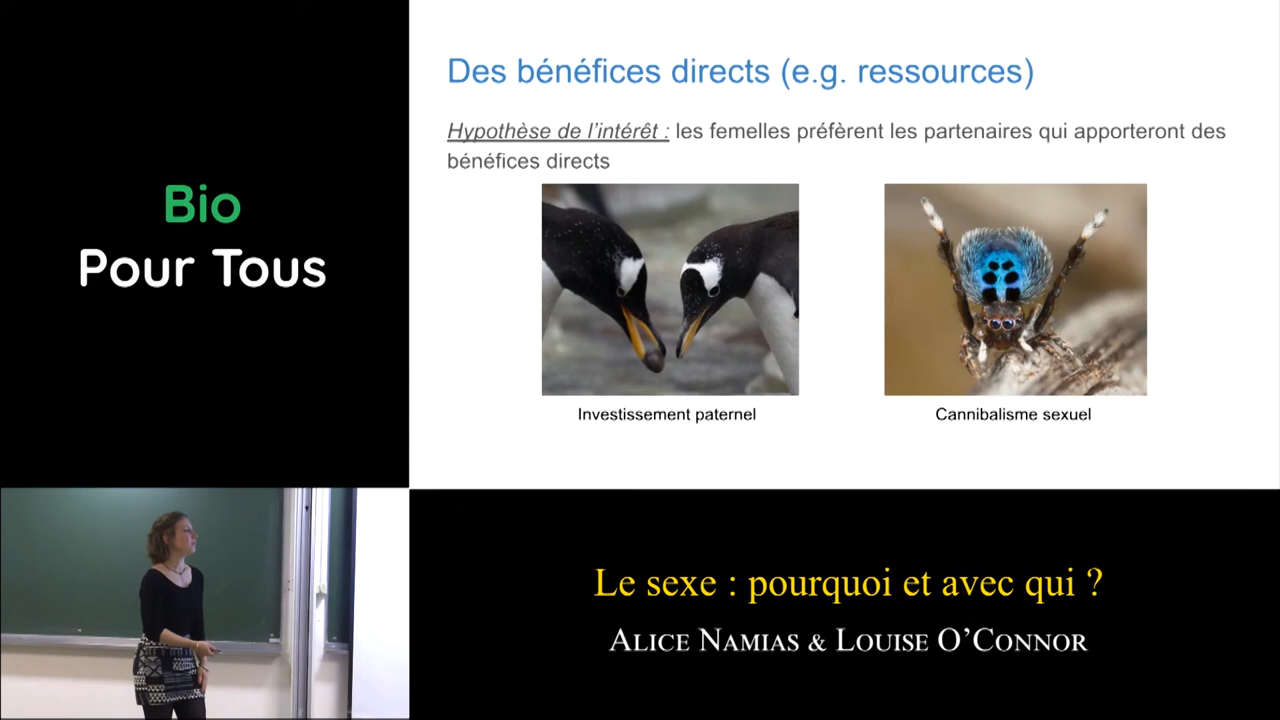 Bio
Pour Tous
Des bénéfices directs (e.g. ressources)
Hypothèse de l'intérêt : les femelles préfèrent les partenaires qui apporteront des
bénéfices directs
Investissement paternel
Cannibalisme sexuel
Le sexe : pourquoi et avec qui ?
ALICE NAMIAS & LOUISE O'CONNOR